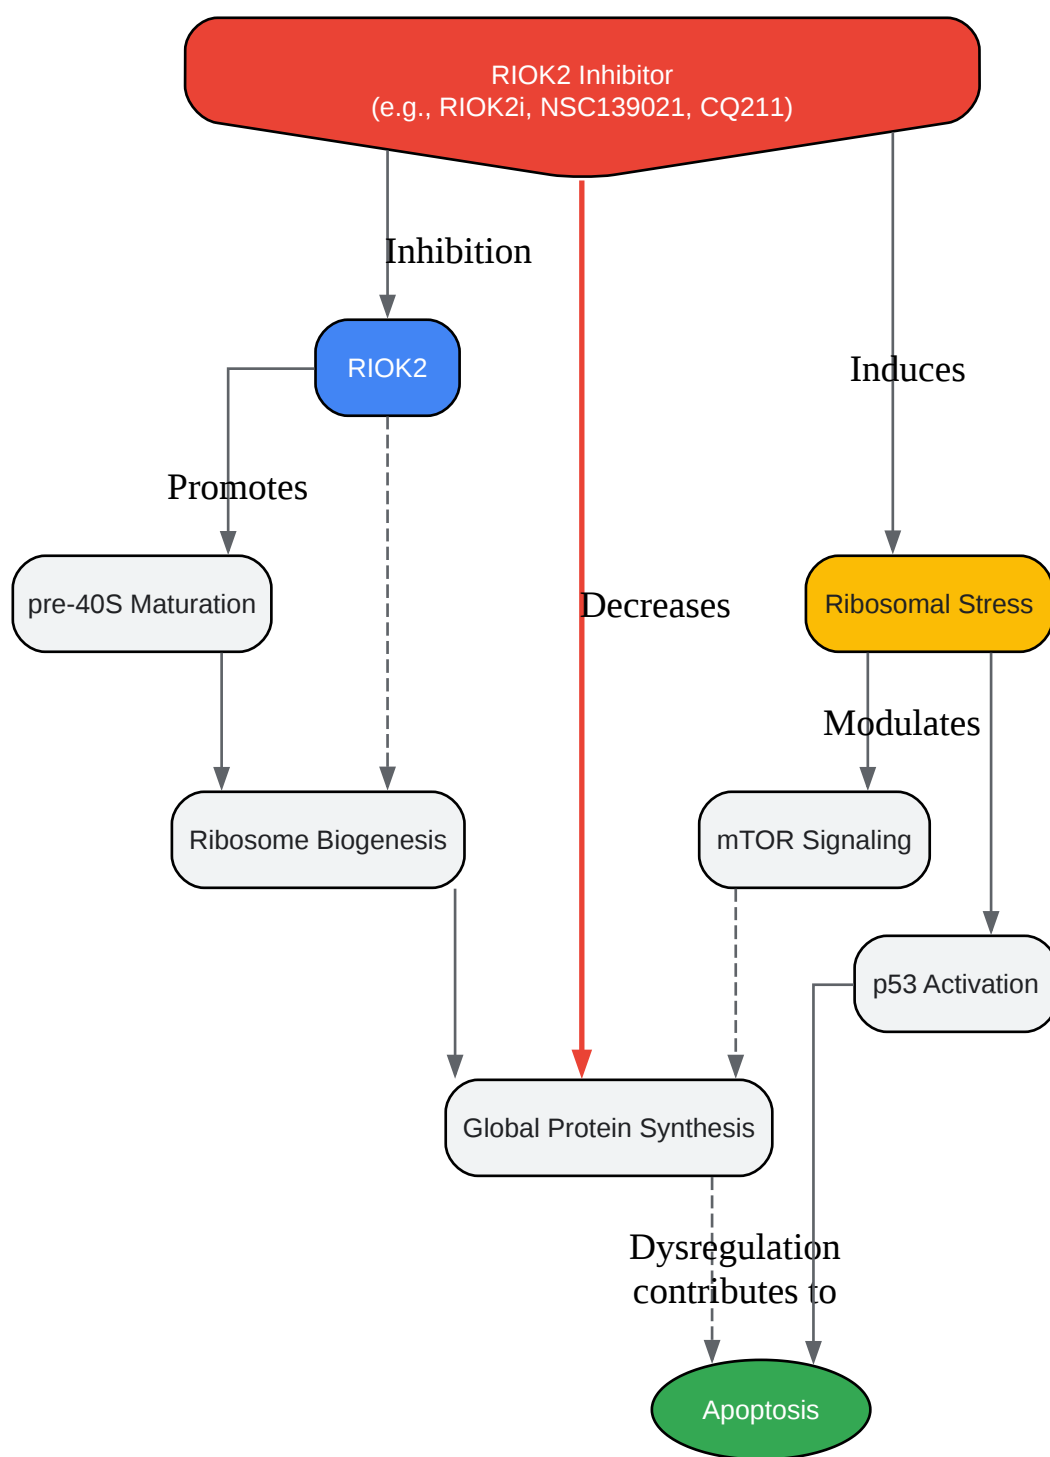 RIOK2 Inhibitor
(e.g., RIOK2i, NSC139021, CQ211)
Inhibition
RIOK2
Induces
Promotes
pre-40S Maturation
Decreases
Ribosomal Stress
Modulates
Ribosome Biogenesis
mTOR Signaling
p53 Activation
Global Protein Synthesis
Dysregulation
contributes to
Apoptosis